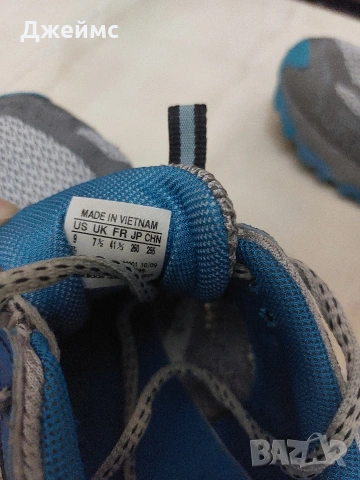 Джеймс
MADE IN VIETNAM
US UK FR JP CHN
9 7½ 41⅓ 260 255
BAZAR